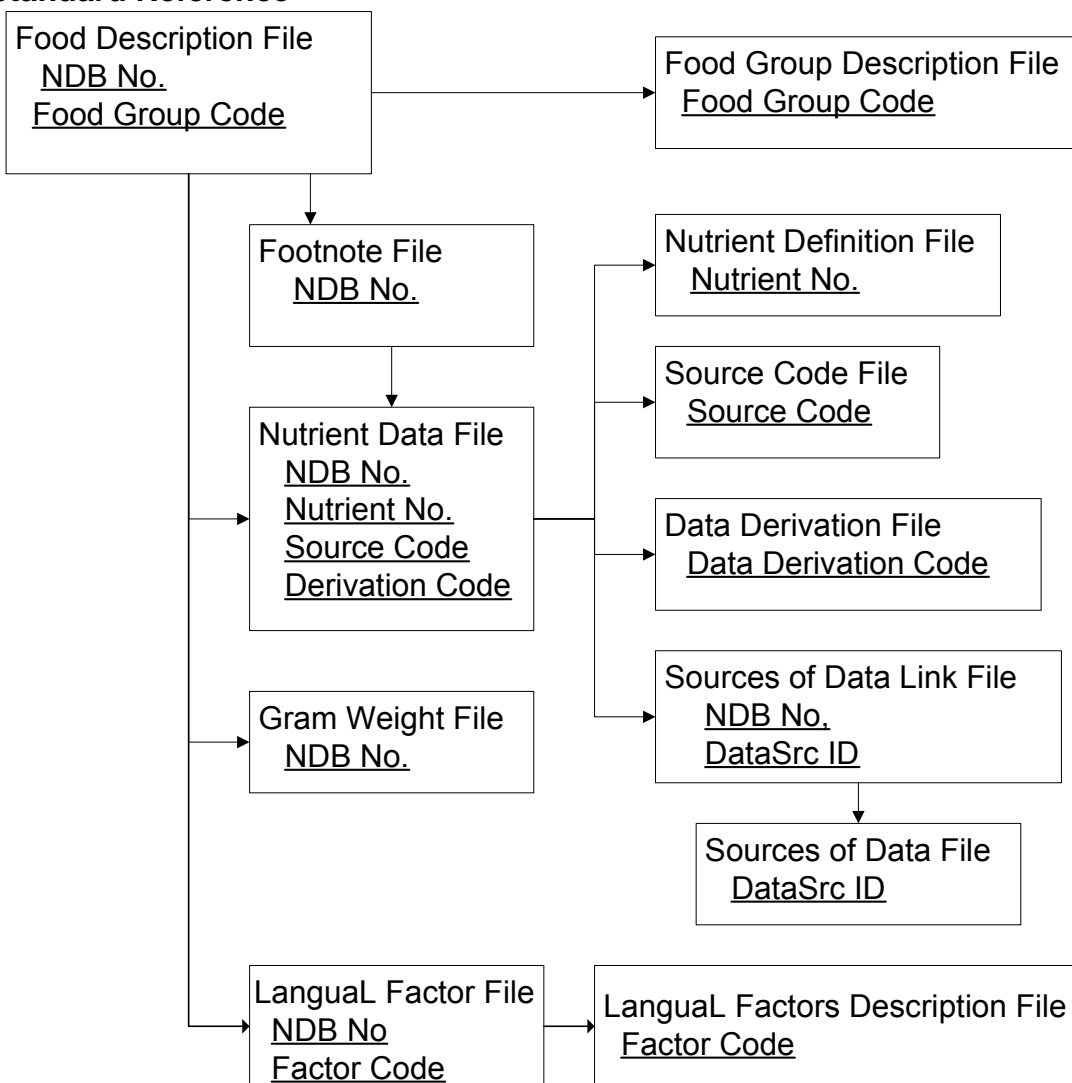 Food Description File
NDB No.
Food Group Code
Food Group Description File
Food Group Code
Footnote File
NDB No.
Nutrient Definition File
Nutrient No.
Source Code File
Source Code
Nutrient Data File
NDB No.
Nutrient No.
Source Code
Derivation Code
Data Derivation File
Data Derivation Code
Sources of Data Link File
NDB No,
DataSrc ID
Gram Weight File
NDB No.
Sources of Data File
DataSrc ID
LanguaL Factor File
NDB No
Factor Code
LanguaL Factors Description File
Factor Code